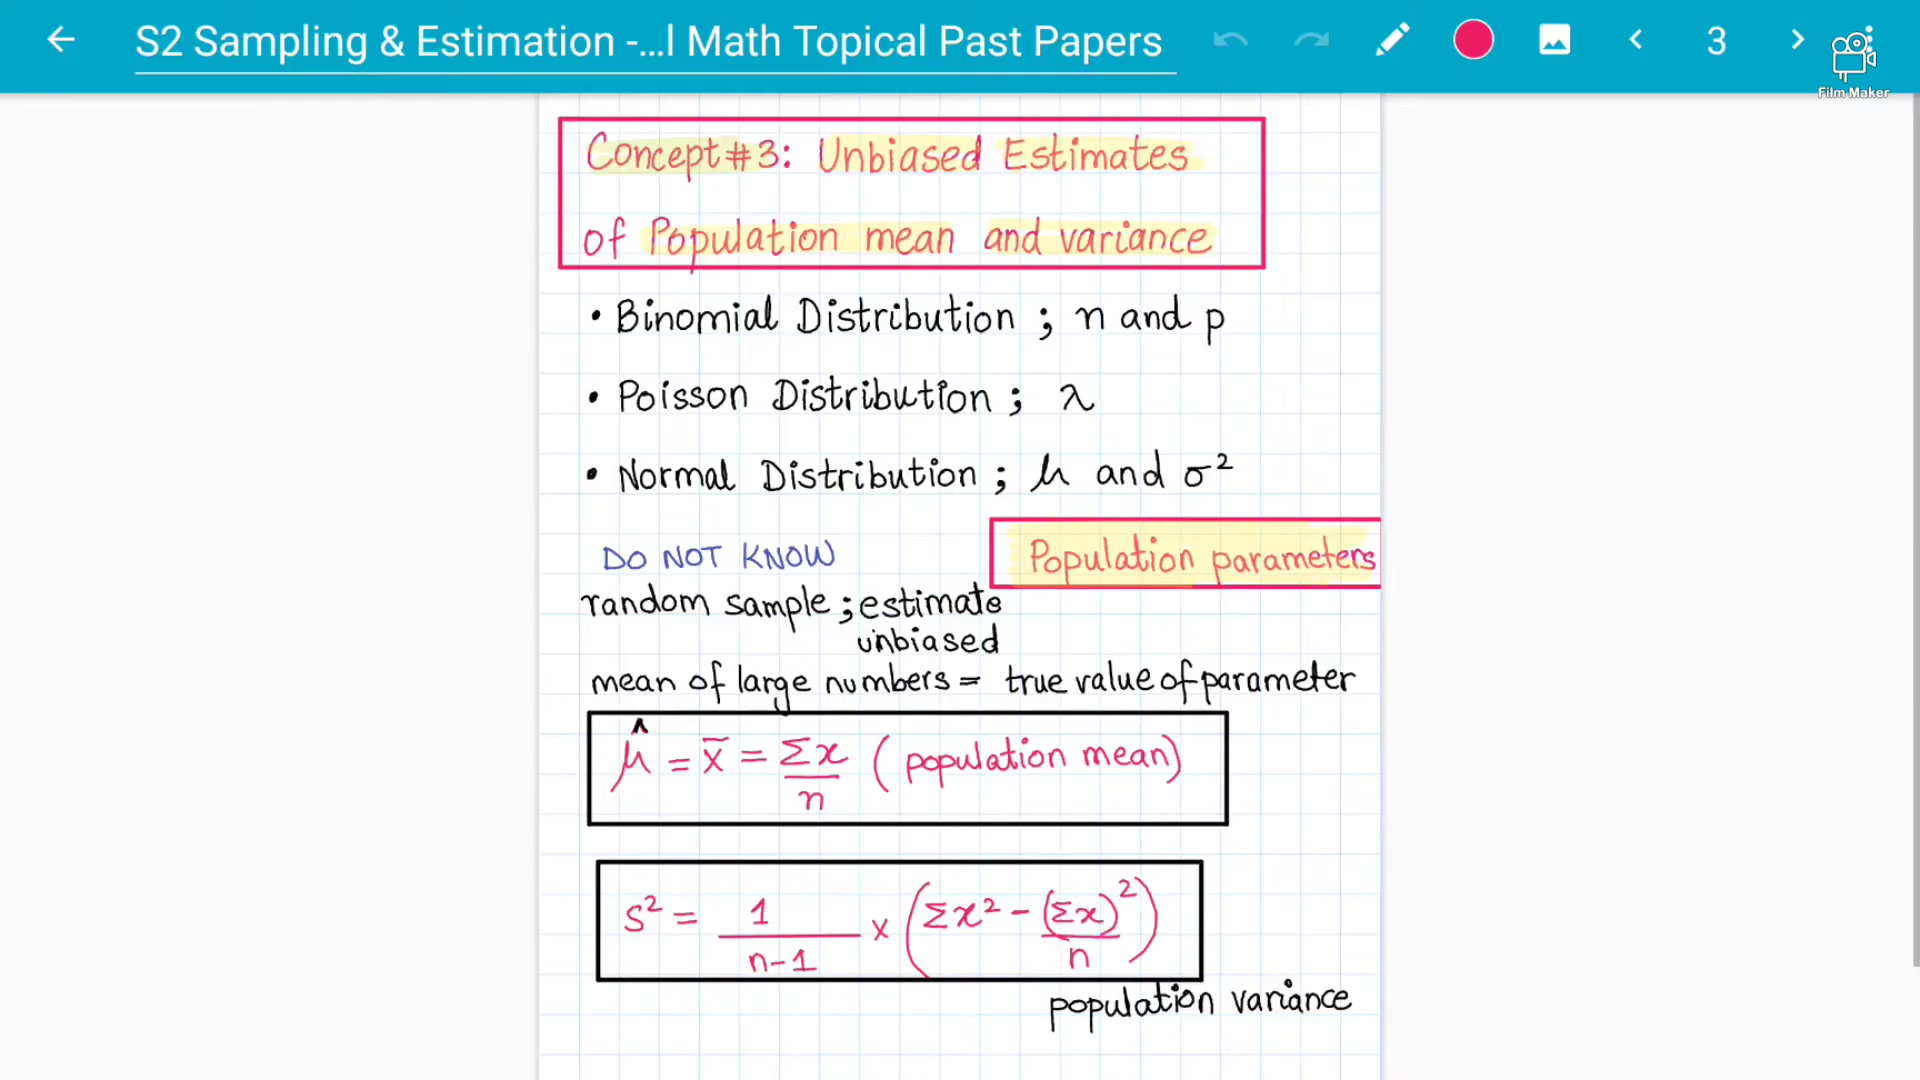 S2 Sampling & Estimation -...l Math Topical Past Papers
3
Film Maker
Concept#3: Unbiased Estimates
of Population mean and variance
• Binomial Distribution ; n and p
• Poisson Distribution ; λ
• Normal Distribution ; μ and σ²
DO NOT KNOW
Population parameters
random sample ; estimate
unbiased
mean of large numbers = true value of parameter
μ̂ = x̄ = Σx/n (population mean)
s² = 1/(n-1) × (Σx² - (Σx)²/n)
population variance